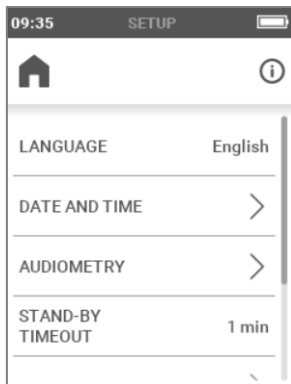 09:35 SETUP
LANGUAGE English
DATE AND TIME
AUDIOMETRY
STAND-BY
TIMEOUT 1 min